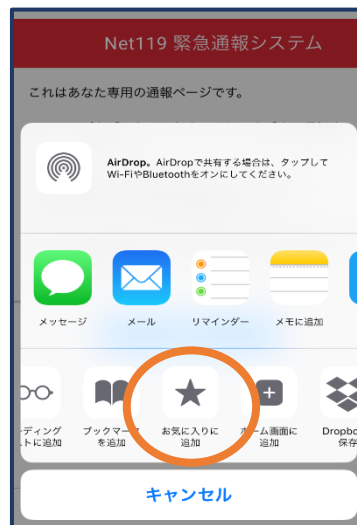 Net119 緊急通報システム
これはあなた専用の通報ページです。
AirDrop。AirDropで共有する場合は、タップして
Wi-FiやBluetoothをオンにしてください。
メッセージ
メール
リマインダー
メモに追加
ーディング
ストに追加
ブックマーク
を追加
お気に入りに
追加
ホーム画面に
追加
Dropbo
保存
キャンセル